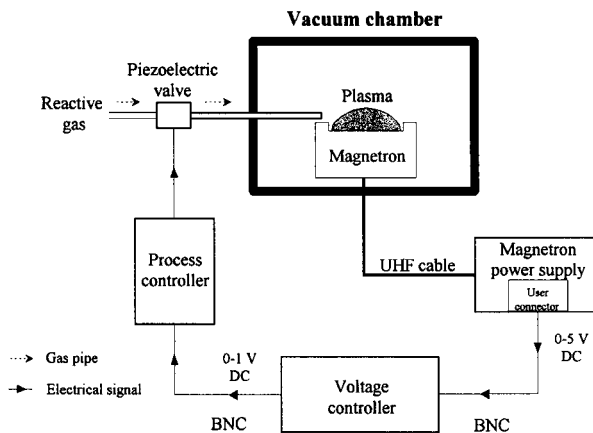 Vacuum chamber
Piezoelectric
valve
Reactive
gas
Plasma
Magnetron
Process
controller
UHF cable
Magnetron
power supply
User
connector
0-5 V
DC
0-1 V
DC
Voltage
controller
BNC
BNC
Gas pipe
Electrical signal